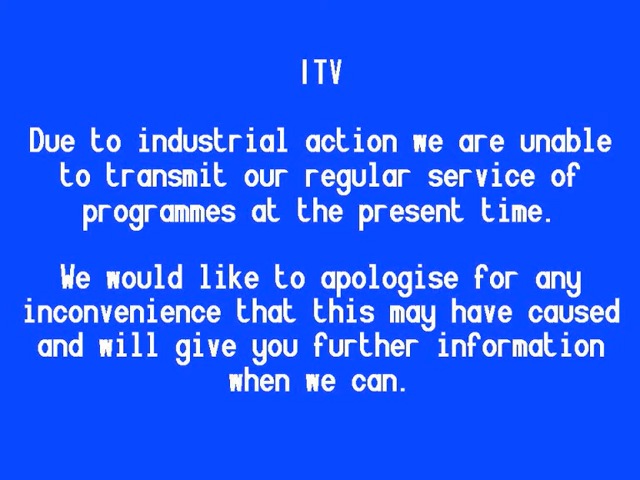 ITV
Due to industrial action we are unable
to transmit our regular service of
programmes at the present time.
We would like to apologise for any
inconvenience that this may have caused
and will give you further information
when we can.